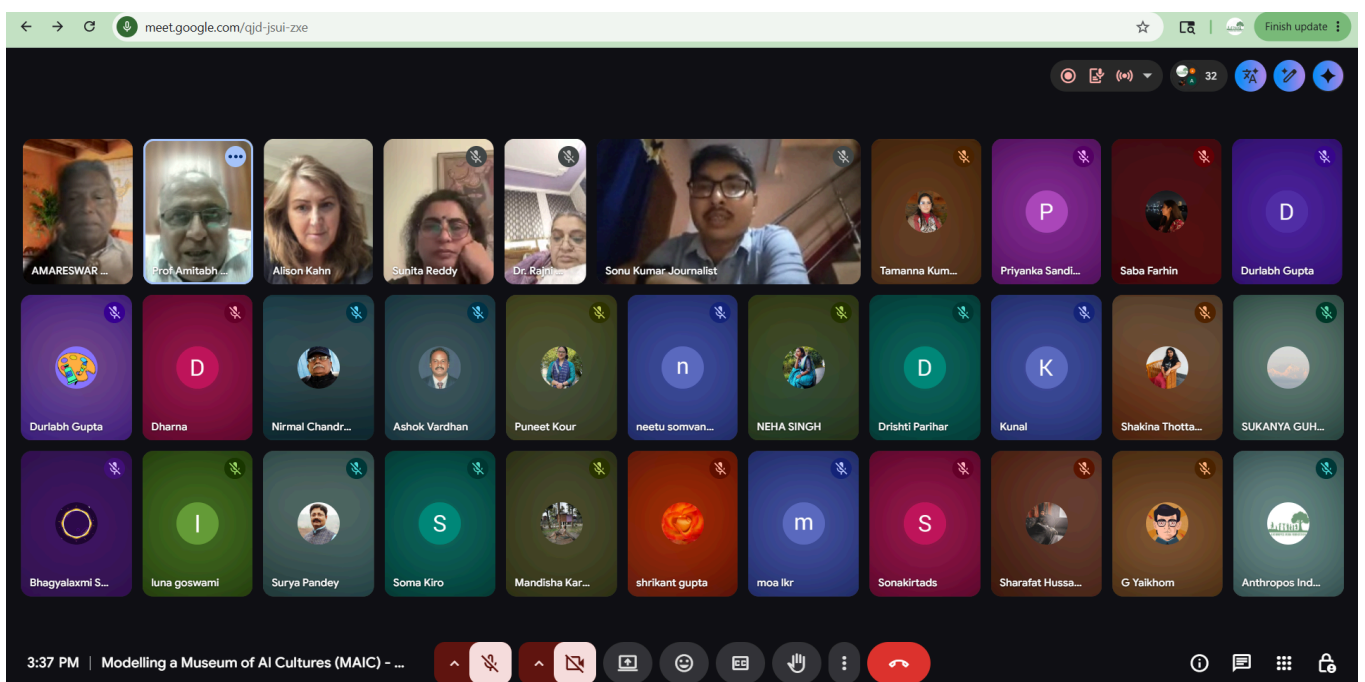 meet.google.com/qjd-jsui-zxe
Finish update
32
AMARESWAR ...
Prof Amitabh ...
Alison Kahn
Sunita Reddy
Dr. Rajni...
Sonu Kumar Journalist
Tamanna Kum...
Priyanka Sandi...
P
Saba Farhin
Durlabh Gupta
D
Durlabh Gupta
Dharna
D
Nirmal Chandr...
Ashok Vardhan
Puneet Kour
neetu somvan...
n
NEHA SINGH
Drishti Parihar
D
Kunal
K
Shakina Thotta...
SUKANYA GUH...
Bhagyalaxmi S...
luna goswami
l
Surya Pandey
Soma Kiro
S
Mandisha Kar...
shrikant gupta
moa lkr
m
Sonakirtads
S
Sharafat Hussa...
G Yaikhom
Anthropos Ind...
3:37 PM | Modelling a Museum of AI Cultures (MAIC) - ...
CC